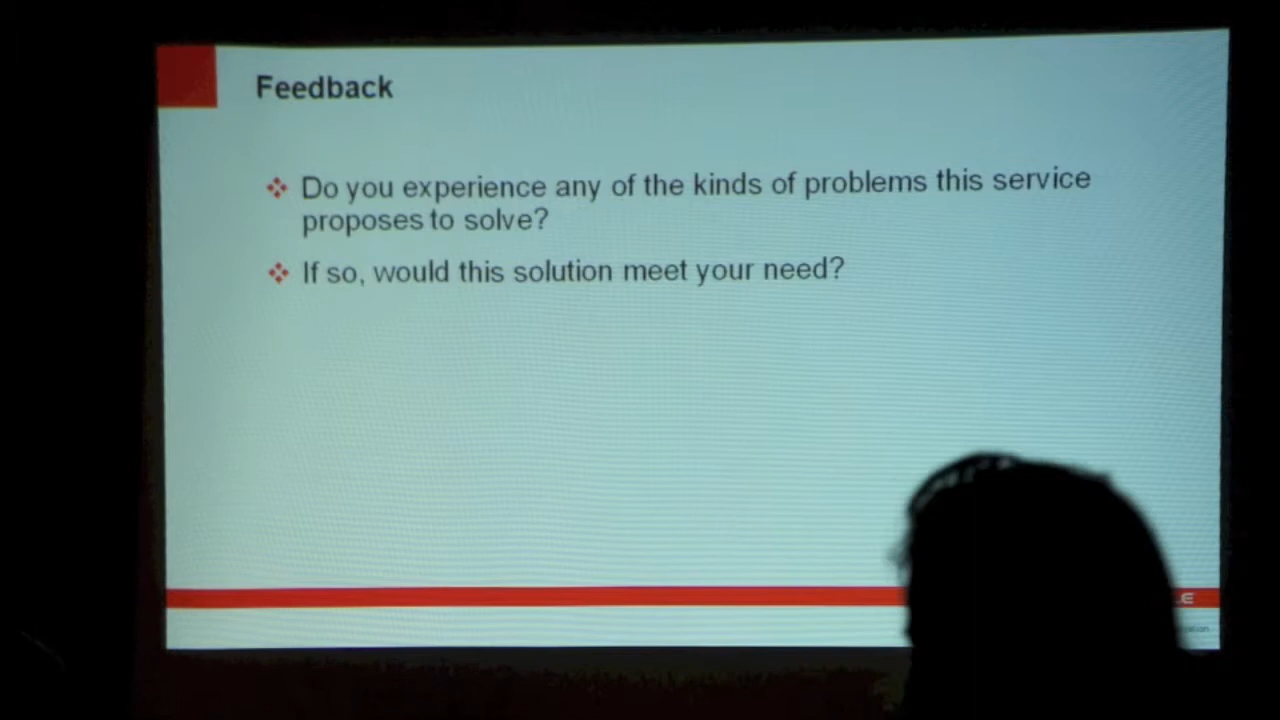 Feedback
Do you experience any of the kinds of problems this service
proposes to solve?
If so, would this solution meet your need?